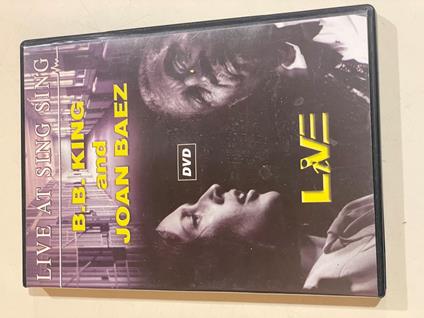 LIVE AT SING SING
B.B. KING
and
JOAN BAEZ
DVD
LIVE